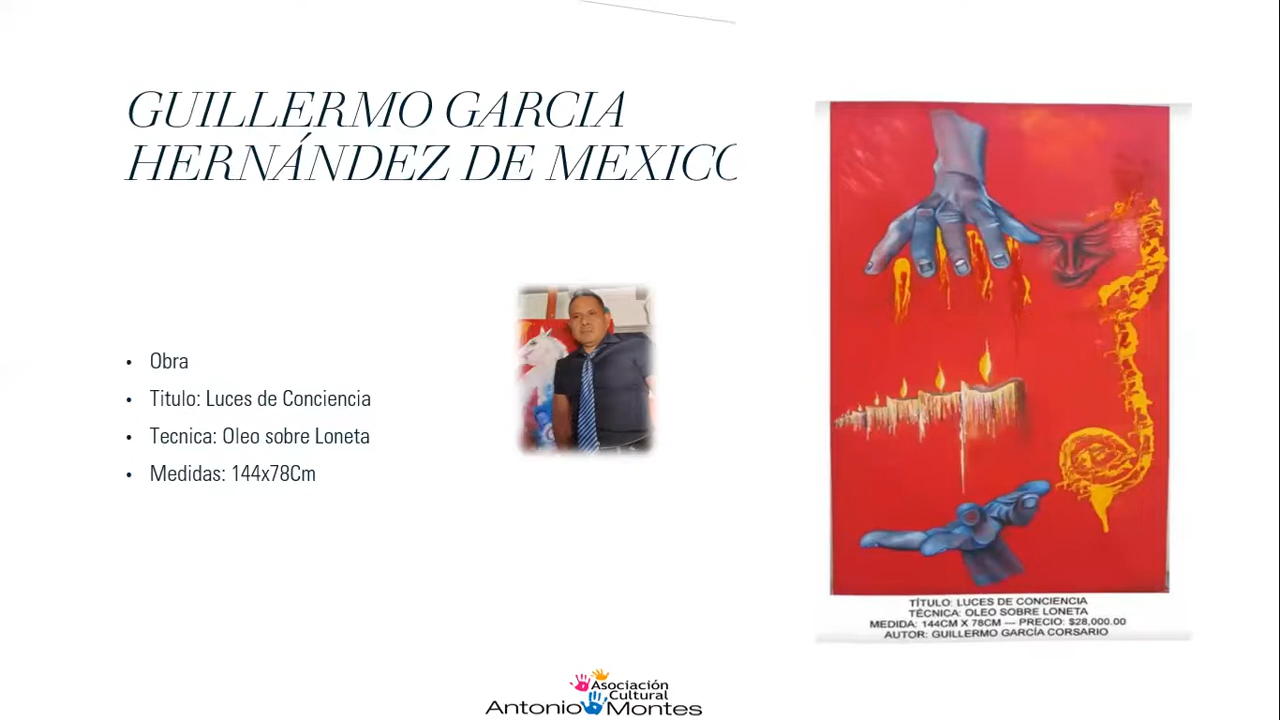 GUILLERMO GARCIA
HERNÁNDEZ DE MEXICO
• Obra
• Titulo: Luces de Conciencia
• Tecnica: Oleo sobre Loneta
• Medidas: 144x78Cm
TÍTULO: LUCES DE CONCIENCIA
TÉCNICA: OLEO SOBRE LONETA
MEDIDA: 144CM X 78CM — PRECIO: $28,000.00
AUTOR: GUILLERMO GARCÍA CORSARIO
Asociación
Cultural
Antonio Montes